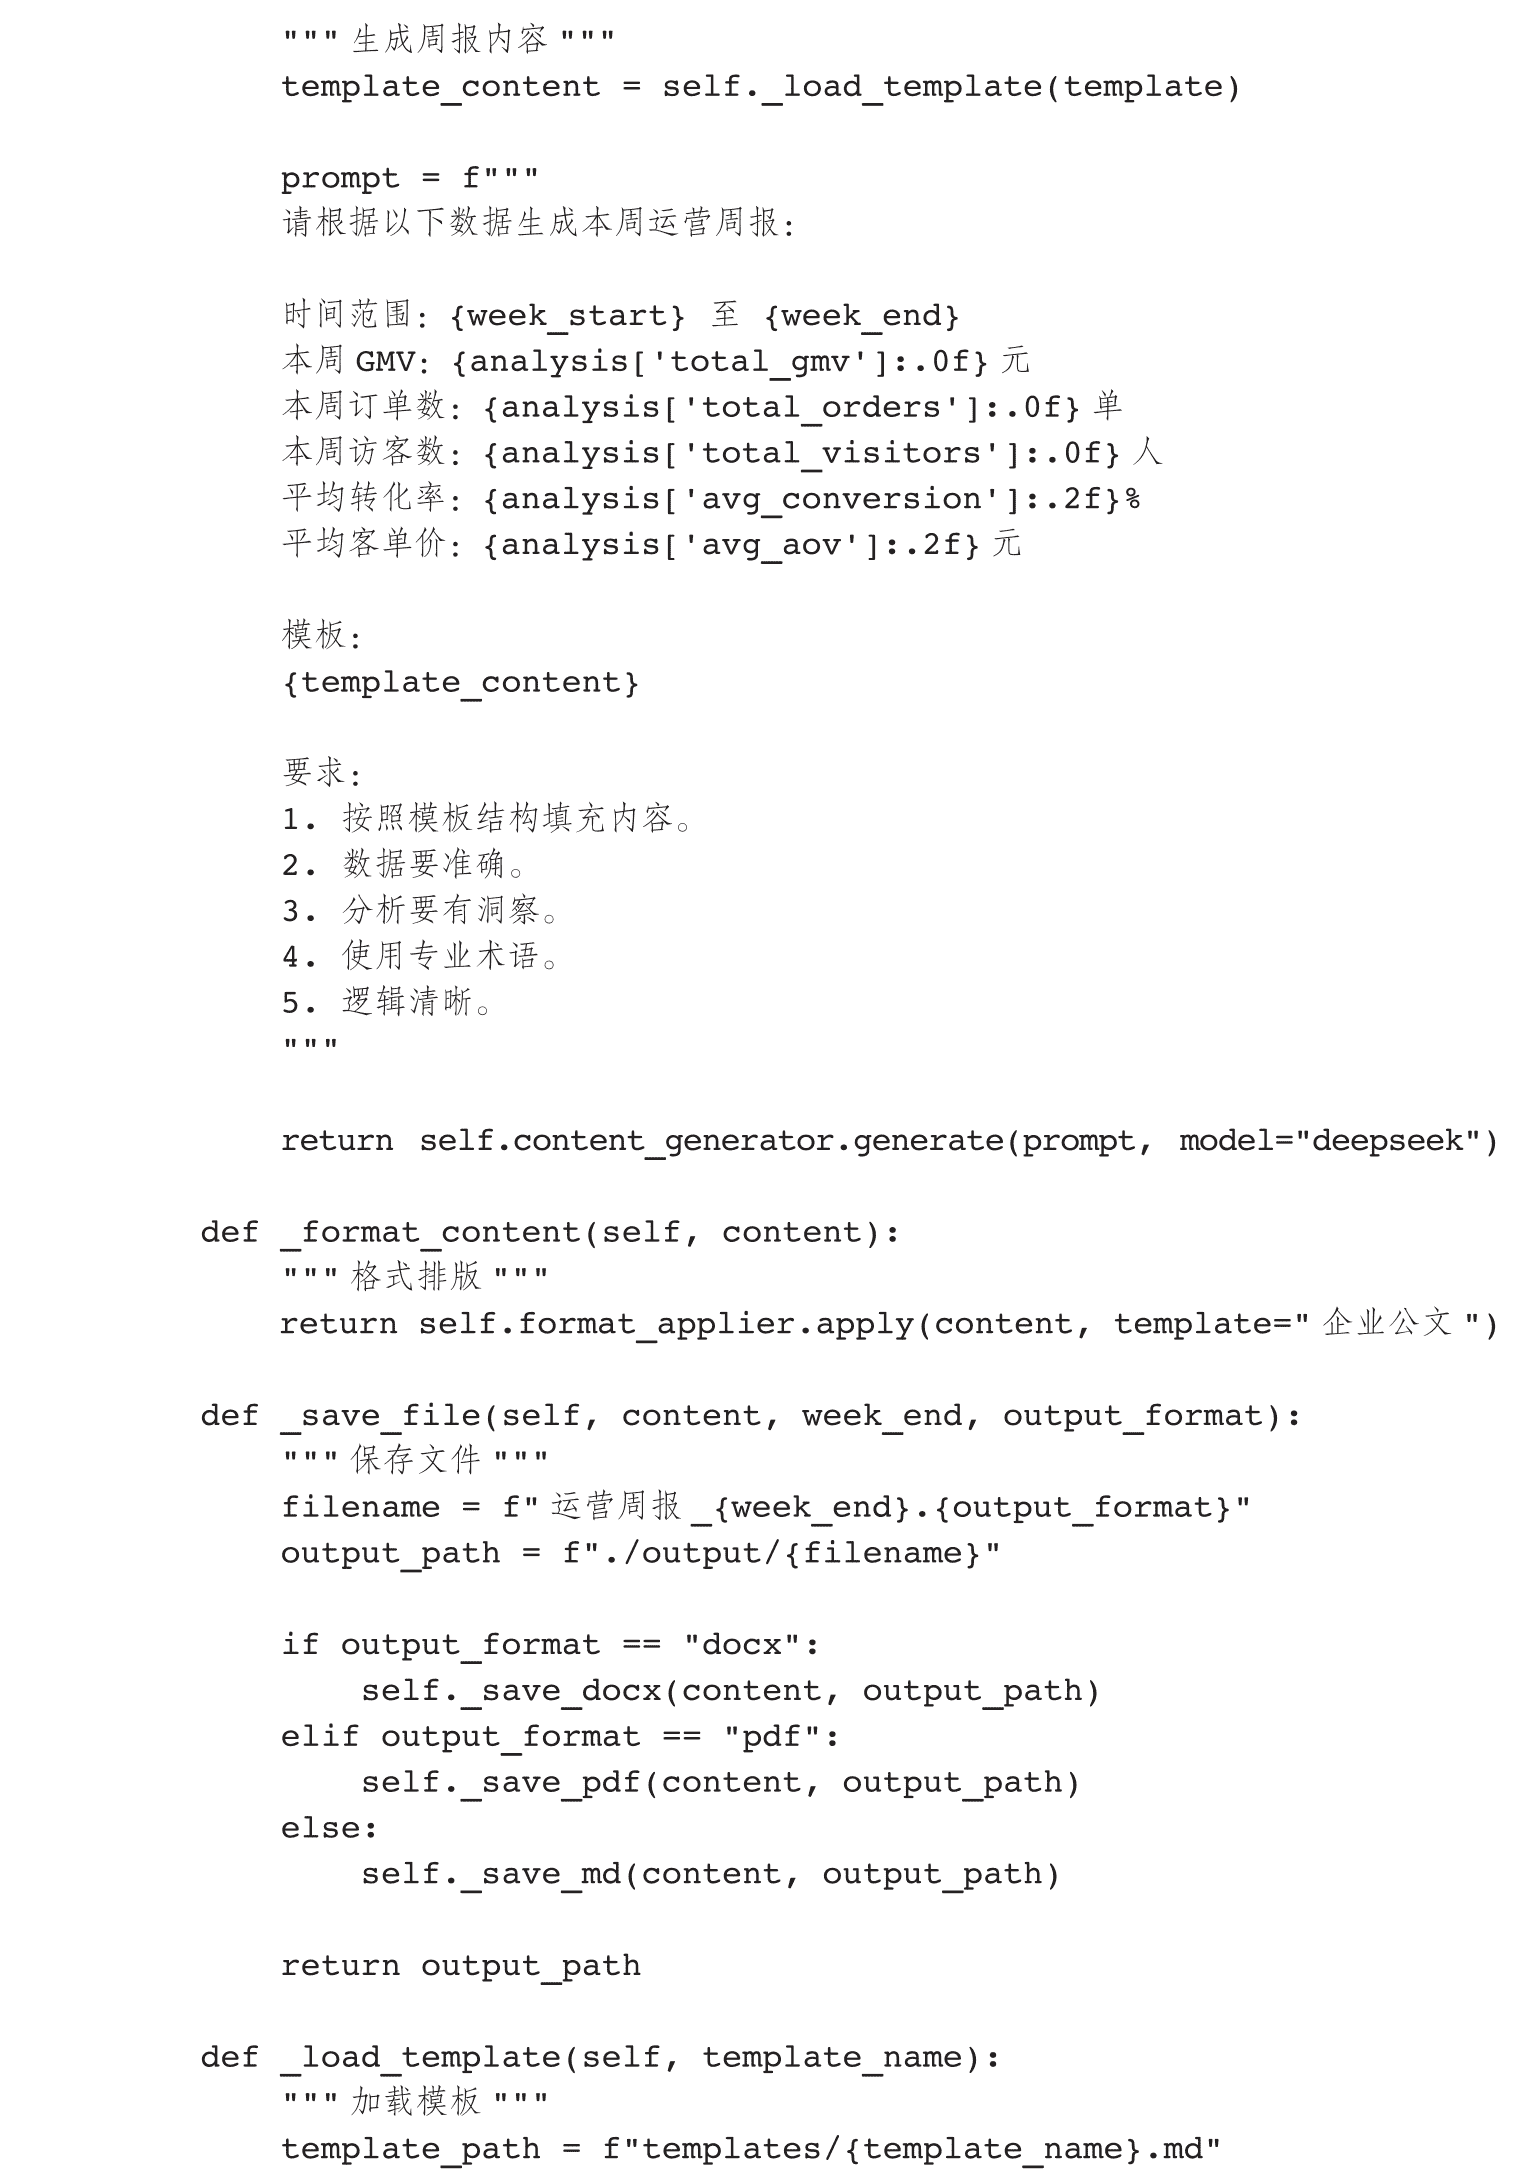 """ 生成周报内容 """
template_content = self._load_template(template)
prompt = f"""
请根据以下数据生成本周运营周报:
时间范围: {week_start} 至 {week_end}
本周 GMV: {analysis['total_gmv']:.0f} 元
本周订单数: {analysis['total_orders']:.0f} 单
本周访客数: {analysis['total_visitors']:.0f} 人
平均转化率: {analysis['avg_conversion']:.2f}%
平均客单价: {analysis['avg_aov']:.2f} 元
模板:
{template_content}
要求:
1. 按照模板结构填充内容。
2. 数据要准确。
3. 分析要有洞察。
4. 使用专业术语。
5. 逻辑清晰。
"""
return self.content_generator.generate(prompt, model="deepseek")
def _format_content(self, content):
""" 格式排版 """
return self.format_applier.apply(content, template=" 企业公文 ")
def _save_file(self, content, week_end, output_format):
""" 保存文件 """
filename = f" 运营周报 _{week_end}.{output_format}"
output_path = f"./output/{filename}"
if output_format == "docx":
self._save_docx(content, output_path)
elif output_format == "pdf":
self._save_pdf(content, output_path)
else:
self._save_md(content, output_path)
return output_path
def _load_template(self, template_name):
""" 加载模板 """
template_path = f"templates/{template_name}.md"